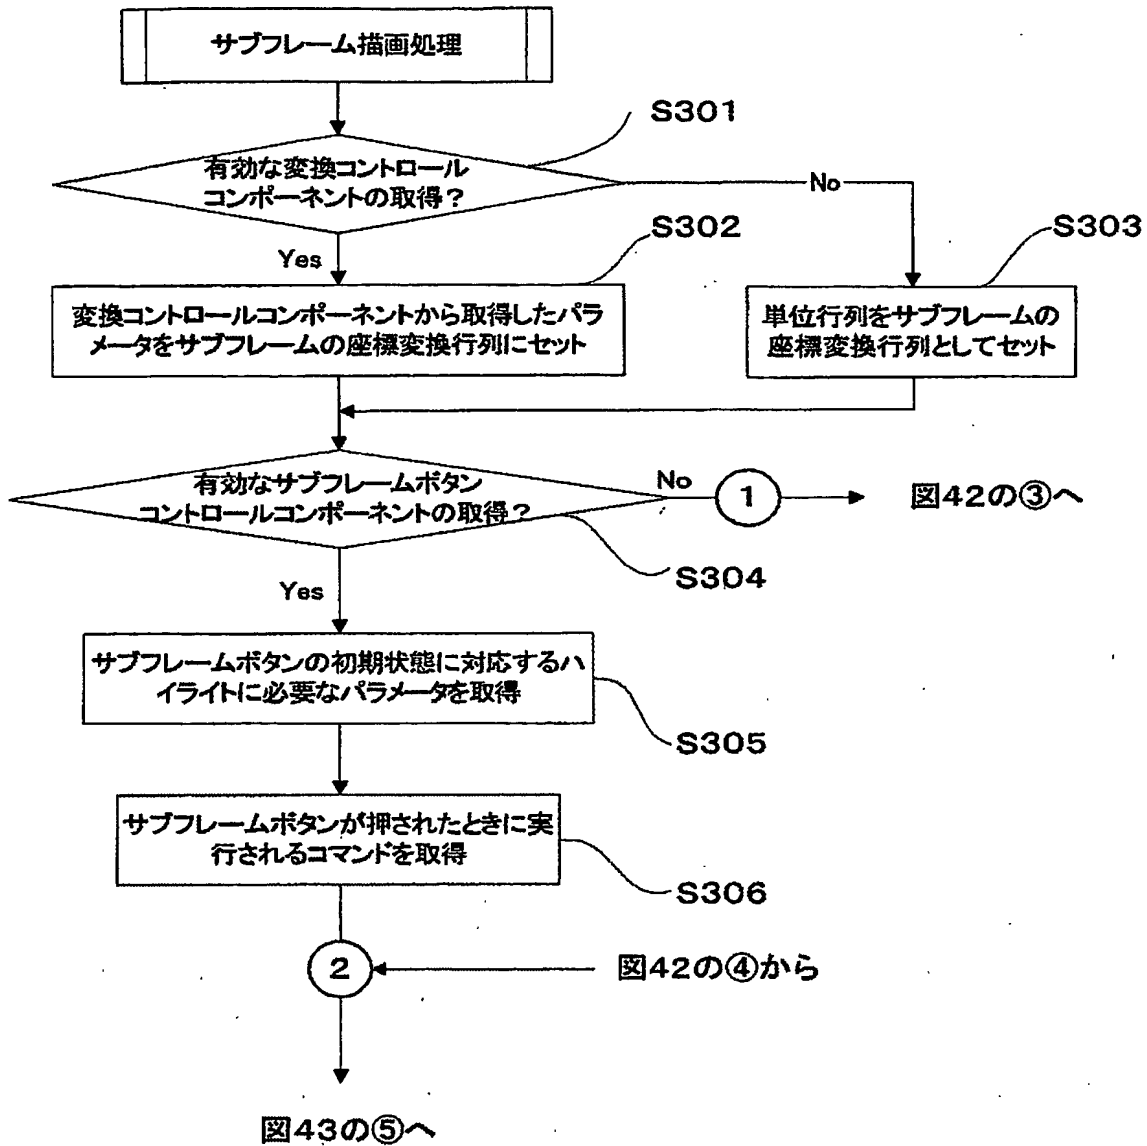 サブフレーム描画処理
S301
有効な変換コントロール
コンポーネントの取得？
No
Yes
S302
S303
変換コントロールコンポーネントから取得したパラ
メータをサブフレームの座標変換行列にセット
単位行列をサブフレームの
座標変換行列としてセット
有効なサブフレームボタン
コントロールコンポーネントの取得？
No
1
図42の③へ
S304
Yes
サブフレームボタンの初期状態に対応するハ
イライトに必要なパラメータを取得
S305
サブフレームボタンが押されたときに実
行されるコマンドを取得
S306
2
図42の④から
図43の⑤へ